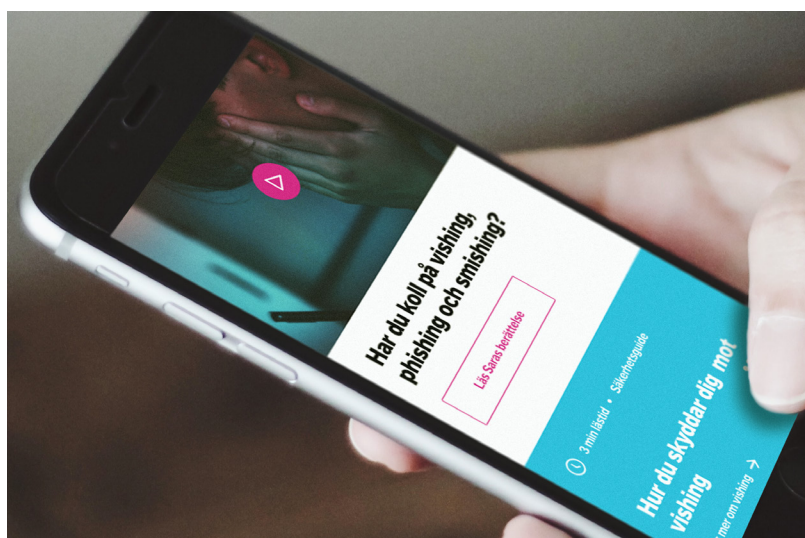 Har du koll på vishing,
phishing och smishing?
Läs Saras berättelse
3 min lästid • Säkerhetsguide
Hur du skyddar dig mot
vishing
mer om vishing →